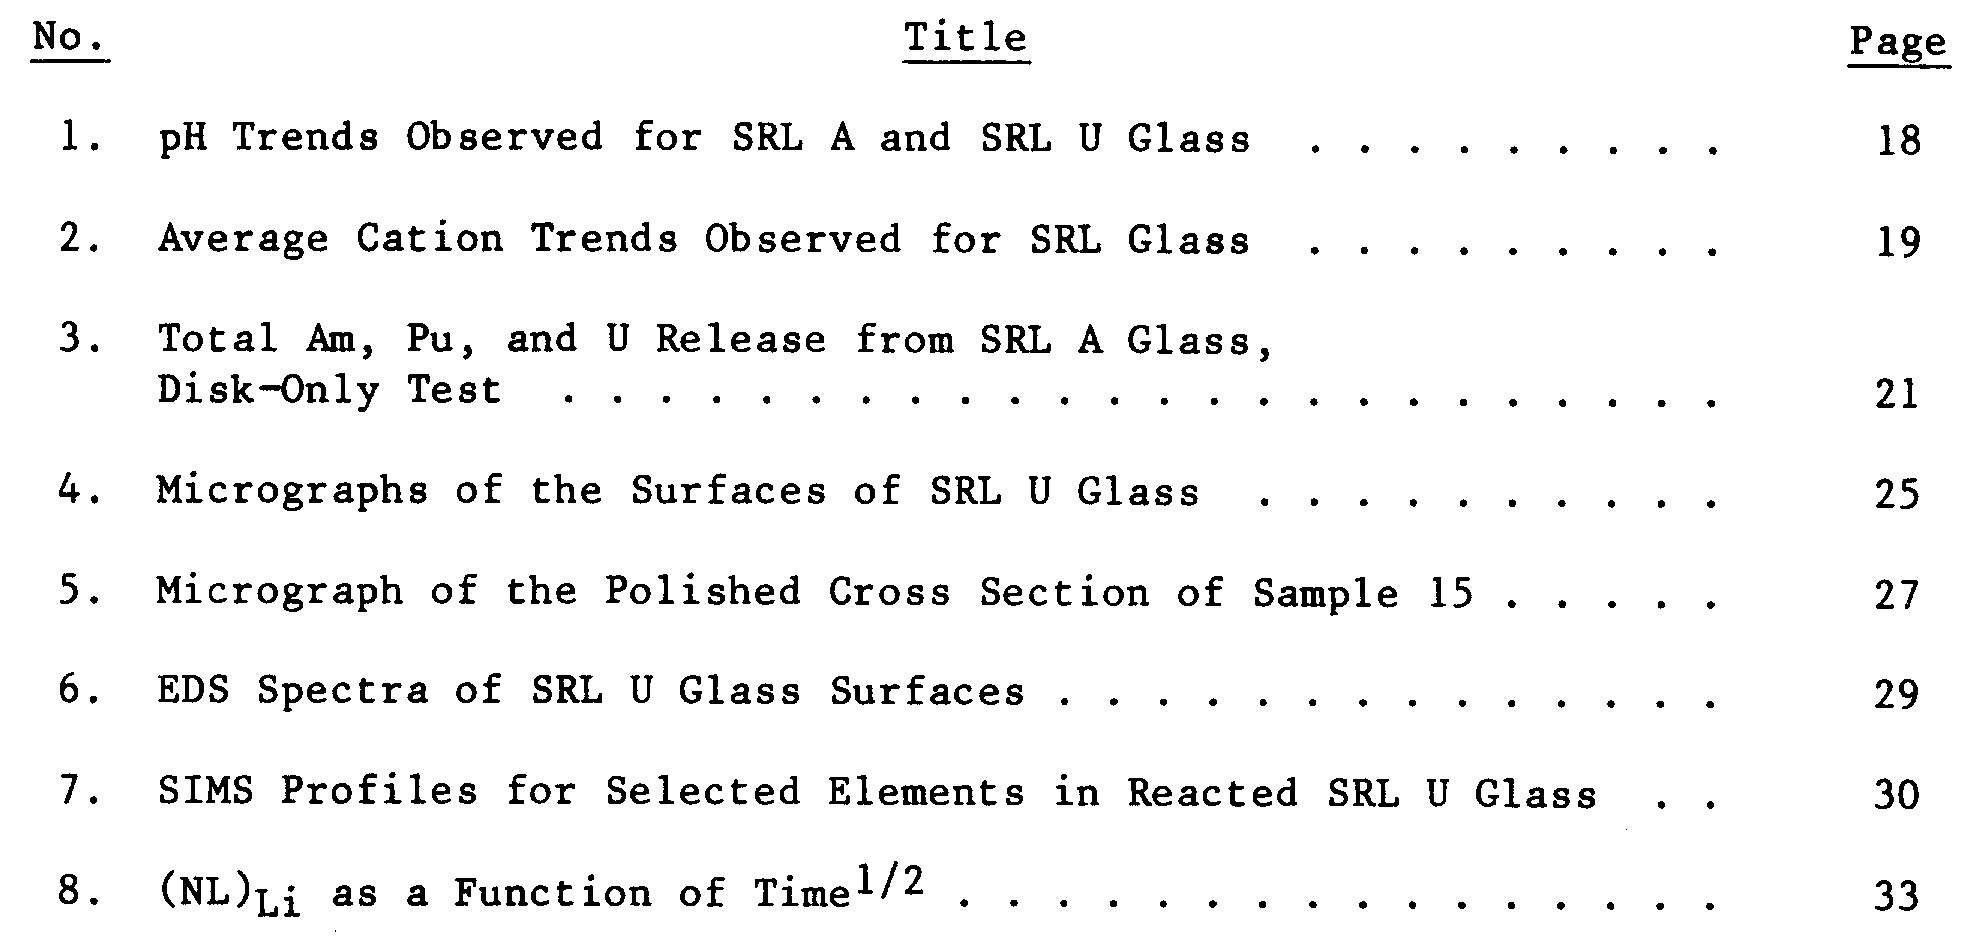 No. Title Page
1. pH Trends Observed for SRL A and SRL U Glass . . . . . . . . . 18
2. Average Cation Trends Observed for SRL Glass . . . . . . . . . 19
3. Total Am, Pu, and U Release from SRL A Glass,
Disk-Only Test . . . . . . . . . . . . . . . . . . . . . . . . 21
4. Micrographs of the Surfaces of SRL U Glass . . . . . . . . . . 25
5. Micrograph of the Polished Cross Section of Sample 15 . . . . . 27
6. EDS Spectra of SRL U Glass Surfaces . . . . . . . . . . . . . . 29
7. SIMS Profiles for Selected Elements in Reacted SRL U Glass . . 30
8. (NL)Li as a Function of Time1/2 . . . . . . . . . . . . . . . . 33